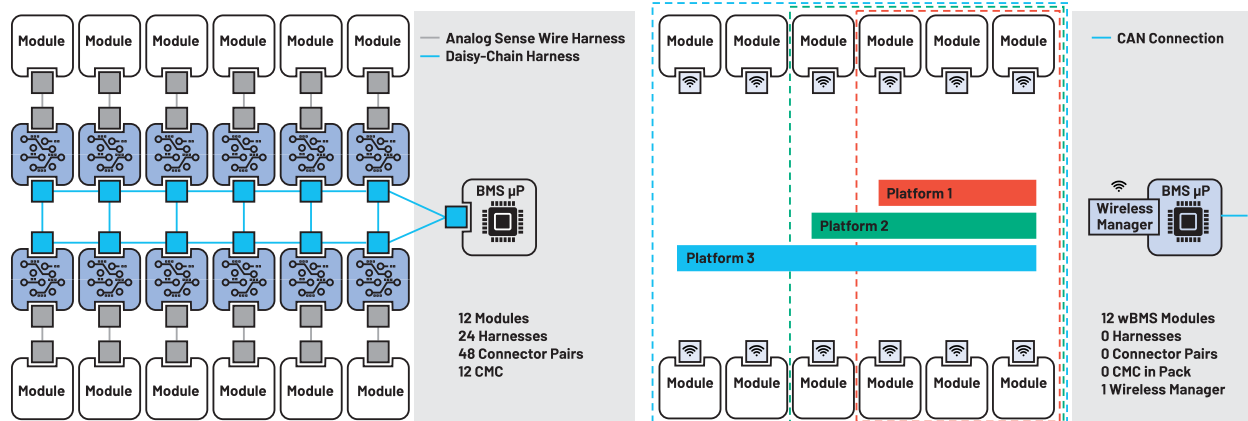 Module Module Module Module Module Module
Analog Sense Wire Harness
Daisy-Chain Harness
BMS µP
12 Modules
24 Harnesses
48 Connector Pairs
12 CMC
Module Module Module Module Module Module
Module Module Module Module Module Module
CAN Connection
Platform 1
Platform 2
Platform 3
Wireless
Manager
BMS µP
12 wBMS Modules
0 Harnesses
0 Connector Pairs
0 CMC in Pack
1 Wireless Manager
Module Module Module Module Module Module